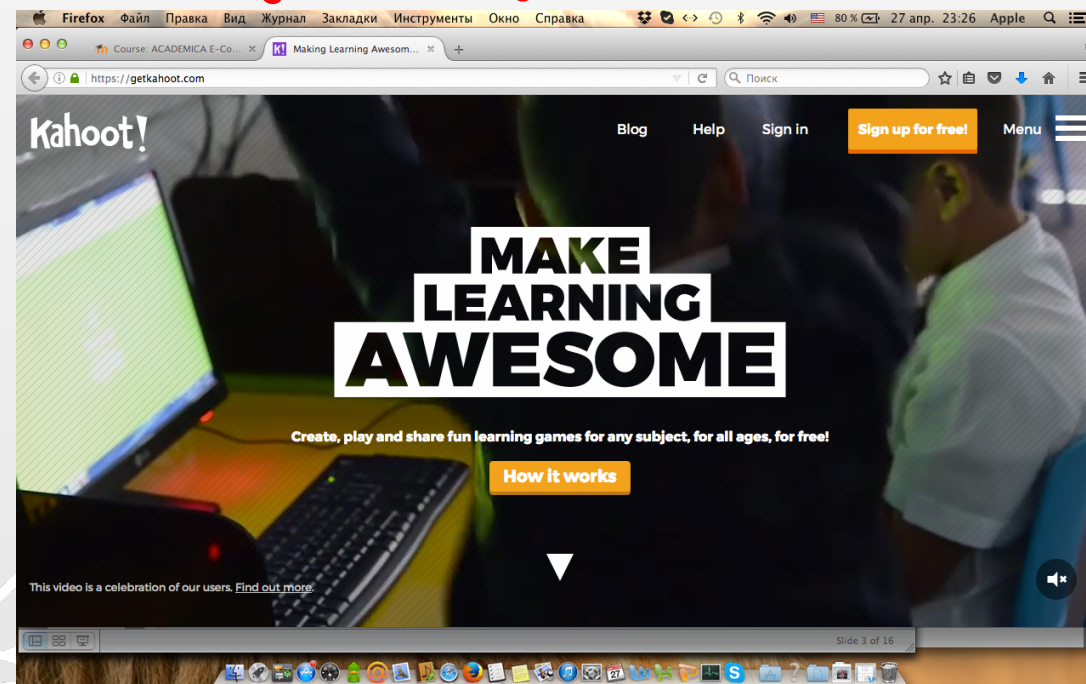 Firefox Файл Правка Вид Журнал Закладки Инструменты Окно Справка 80 % 27 апр. 23:26 Apple
Course: ACADEMICA E-Co... × Making Learning Awesom... × +
https://getkahoot.com Поиск
Kahoot! Blog Help Sign in Sign up for free! Menu
MAKE
LEARNING
AWESOME
Create, play and share fun learning games for any subject, for all ages, for free!
How it works
This video is a celebration of our users. Find out more.
Slide 3 of 16